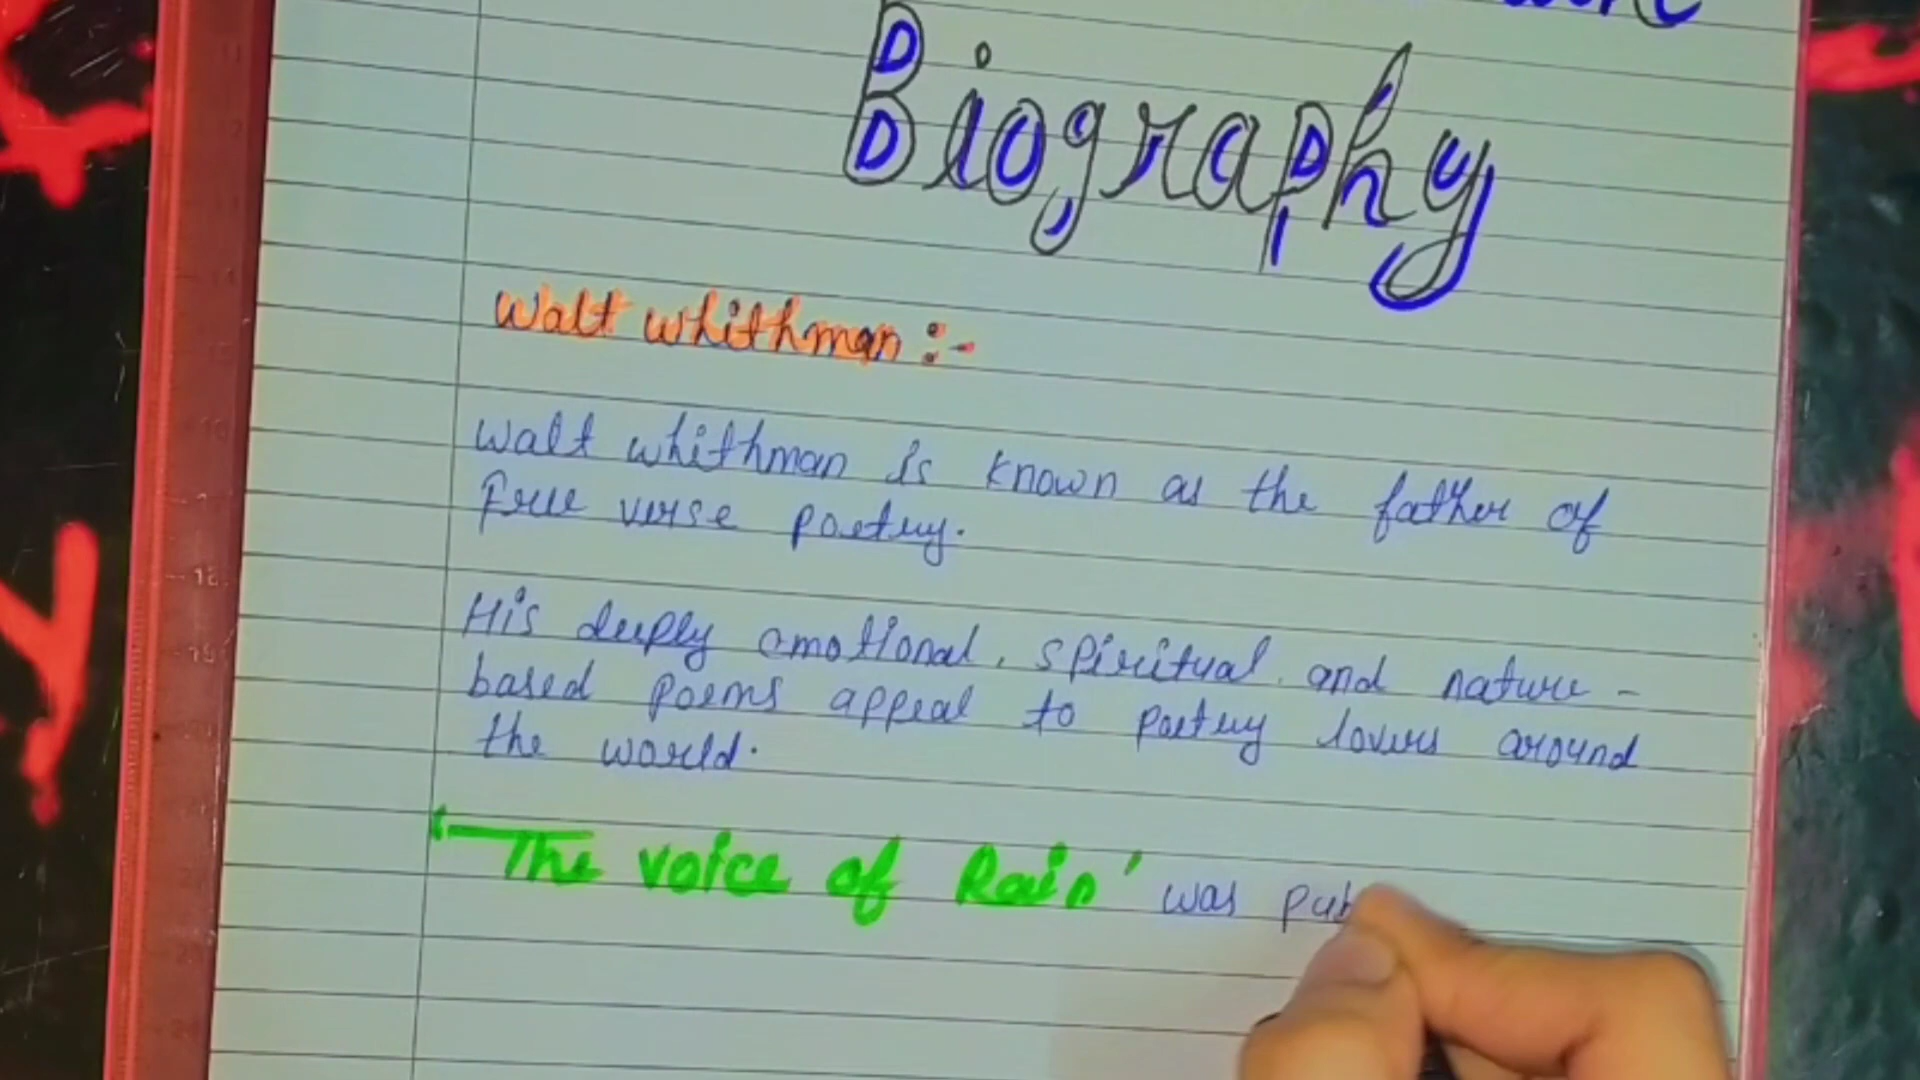 Biography
Walt whithman :-
Walt whithman is known as the father of
Free verse poetry.
His deeply emotional, spiritual and nature -
based poems appeal to poetry lovers around
the world.
'The voice of Rain' was pub